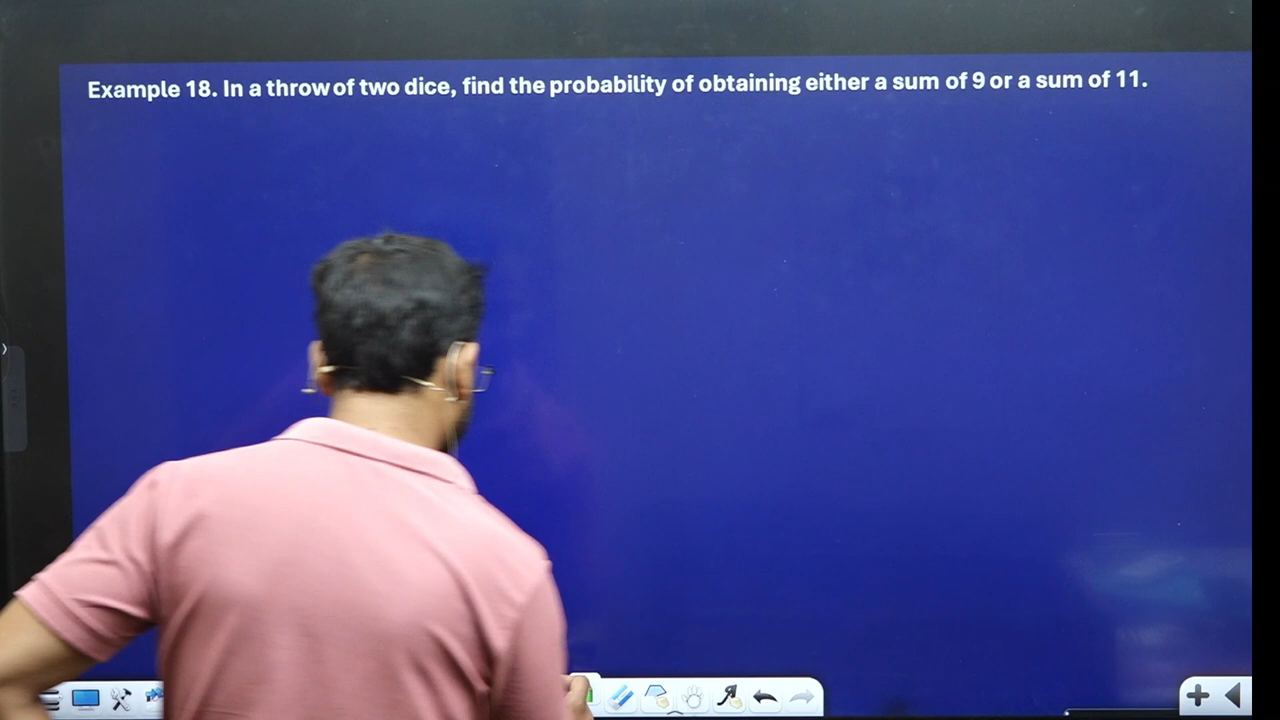 Example 18. In a throw of two dice, find the probability of obtaining either a sum of 9 or a sum of 11.